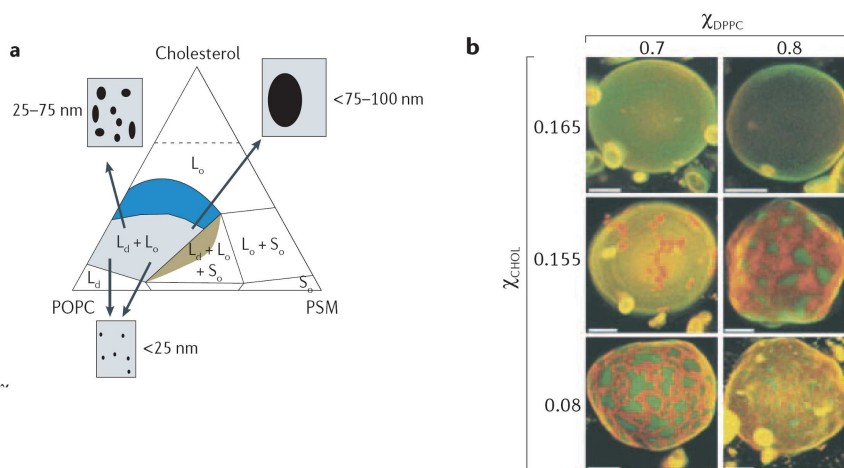 a
Cholesterol
25–75 nm
<75–100 nm
Lo
Ld + Lo
Ld + Lo
+ So
Lo + So
Ld
So
POPC
PSM
<25 nm
b
χDPPC
0.7
0.8
χCHOL
0.165
0.155
0.08